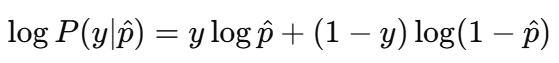 log P(y|p̂) = y log p̂ + (1 − y) log(1 − p̂)